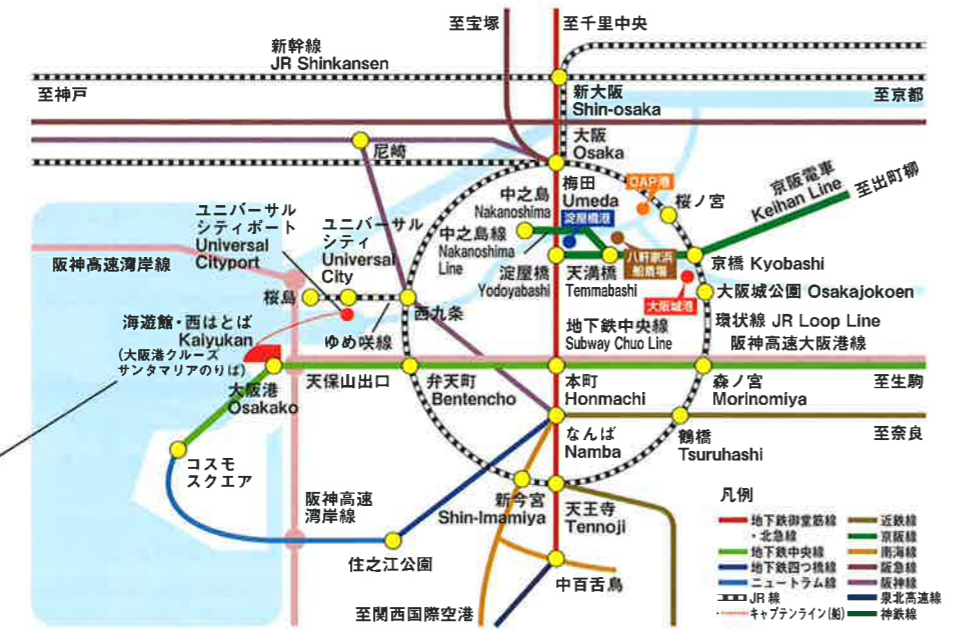 至宝塚
至千里中央
新幹線
JR Shinkansen
至神戸
新大阪
Shin-osaka
至京都
尼崎
大阪
Osaka
中之島
Nakanoshima
梅田
Umeda
OAP港
桜ノ宮
京阪電車
Keihan Line
至出町柳
ユニバーサル
シティポート
Universal
Cityport
ユニバーサル
シティ
Universal
City
中之島線
Nakanoshima
Line
淀屋橋港
八軒家浜
船着場
京橋 Kyobashi
阪神高速湾岸線
淀屋橋
Yodoyabashi
天満橋
Temmabashi
大阪城港
大阪城公園 Osakajokoen
桜島
西九条
海遊館・西はとば
Kaiyukan
(大阪港クルーズ
サンタマリアのりば)
ゆめ咲線
地下鉄中央線
Subway Chuo Line
環状線 JR Loop Line
阪神高速大阪港線
大阪港
Osakako
天保山出口
弁天町
Bentencho
本町
Honmachi
森ノ宮
Morinomiya
至生駒
コスモ
スクエア
なんば
Namba
鶴橋
Tsuruhashi
至奈良
阪神高速
湾岸線
新今宮
Shin-Imamiya
天王寺
Tennoji
住之江公園
中百舌鳥
至関西国際空港
凡例
地下鉄御堂筋線
・北急線
地下鉄中央線
地下鉄四つ橋線
ニュートラム線
JR線
キャプテンライン(船)
近鉄線
京阪線
南海線
阪急線
阪神線
泉北高速線
神鉄線